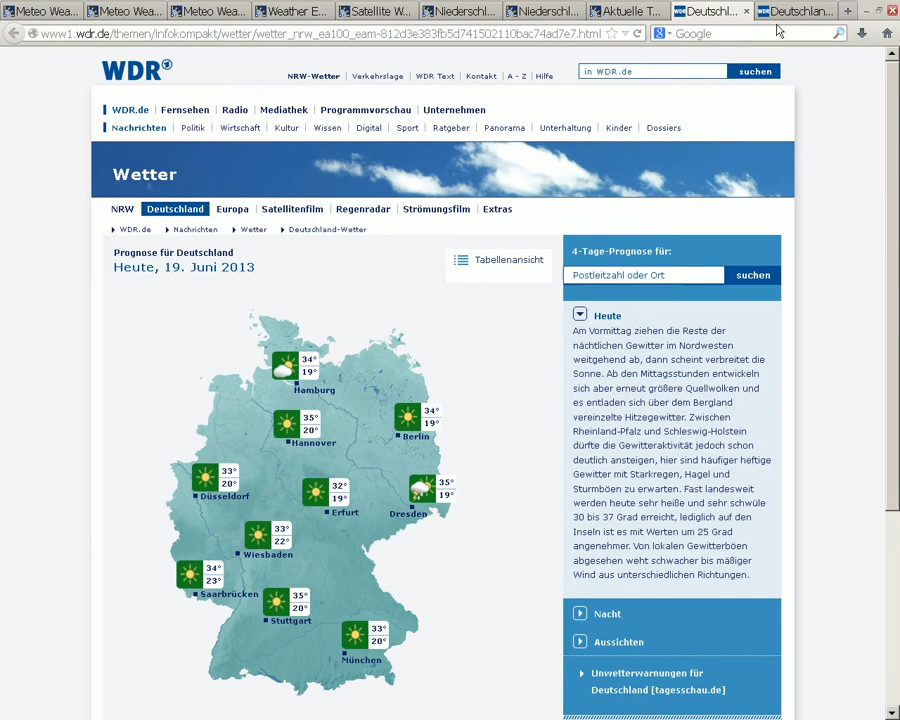 Meteo Wea...
Meteo Wea...
Meteo Wea...
Weather E...
Satellite W...
Niederschl...
Niederschl...
Aktuelle T...
Deutschl...
Deutschlan...
www1.wdr.de/themen/infokompakt/wetter/wetter_nrw_ea100_eam-812d3e383fb5d741502110bac74ad7e7.html
Google
WDR
NRW-Wetter | Verkehrslage | WDR Text | Kontakt | A - Z | Hilfe
in WDR.de
suchen
WDR.de | Fernsehen | Radio | Mediathek | Programmvorschau | Unternehmen
Nachrichten | Politik | Wirtschaft | Kultur | Wissen | Digital | Sport | Ratgeber | Panorama | Unterhaltung | Kinder | Dossiers
Wetter
NRW | Deutschland | Europa | Satellitenfilm | Regenradar | Strömungsfilm | Extras
WDR.de Nachrichten Wetter Deutschland-Wetter
Prognose für Deutschland
Heute, 19. Juni 2013
Tabellenansicht
34°
19°
Hamburg
35°
20°
Hannover
34°
19°
Berlin
33°
20°
Düsseldorf
32°
19°
Erfurt
35°
19°
Dresden
33°
22°
Wiesbaden
34°
23°
Saarbrücken
35°
20°
Stuttgart
33°
20°
München
4-Tage-Prognose für:
Postleitzahl oder Ort
suchen
Heute
Am Vormittag ziehen die Reste der
nächtlichen Gewitter im Nordwesten
weitgehend ab, dann scheint verbreitet die
Sonne. Ab den Mittagsstunden entwickeln
sich aber erneut größere Quellwolken und
es entladen sich über dem Bergland
vereinzelte Hitzegewitter. Zwischen
Rheinland-Pfalz und Schleswig-Holstein
dürfte die Gewitteraktivität jedoch schon
deutlich ansteigen, hier sind häufiger heftige
Gewitter mit Starkregen, Hagel und
Sturmböen zu erwarten. Fast landesweit
werden heute sehr heiße und sehr schwüle
30 bis 37 Grad erreicht, lediglich auf den
Inseln ist es mit Werten um 25 Grad
angenehmer. Von lokalen Gewitterböen
abgesehen weht schwacher bis mäßiger
Wind aus unterschiedlichen Richtungen.
Nacht
Aussichten
Unwetterwarnungen für
Deutschland [tagesschau.de]